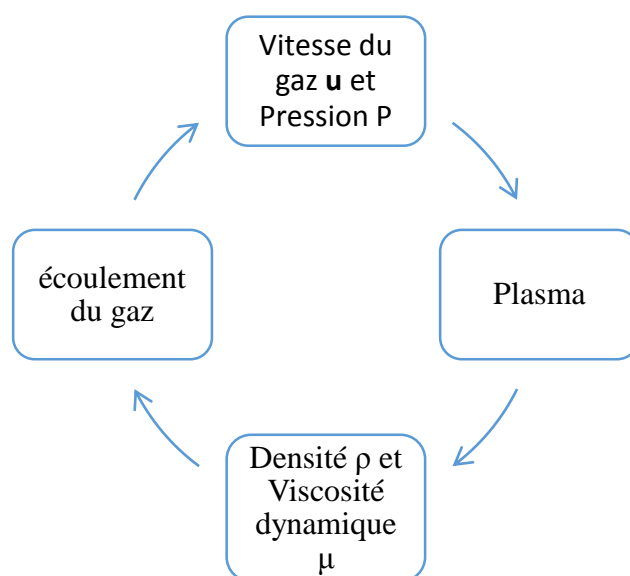 Vitesse du
gaz u et
Pression P
écoulement
du gaz
Plasma
Densité ρ et
Viscosité
dynamique
μ